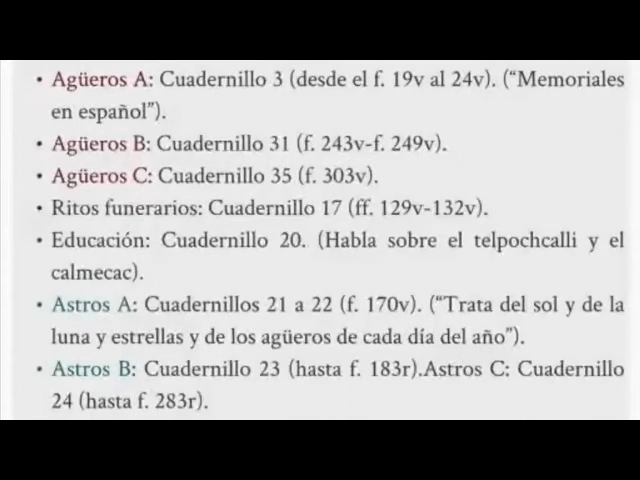 • Agüeros A: Cuadernillo 3 (desde el f. 19v al 24v). (“Memoriales
en español”).
• Agüeros B: Cuadernillo 31 (f. 243v-f. 249v).
• Agüeros C: Cuadernillo 35 (f. 303v).
• Ritos funerarios: Cuadernillo 17 (ff. 129v-132v).
• Educación: Cuadernillo 20. (Habla sobre el telpochcalli y el
calmecac).
• Astros A: Cuadernillos 21 a 22 (f. 170v). (“Trata del sol y de la
luna y estrellas y de los agüeros de cada día del año”).
• Astros B: Cuadernillo 23 (hasta f. 183r).Astros C: Cuadernillo
24 (hasta f. 283r).